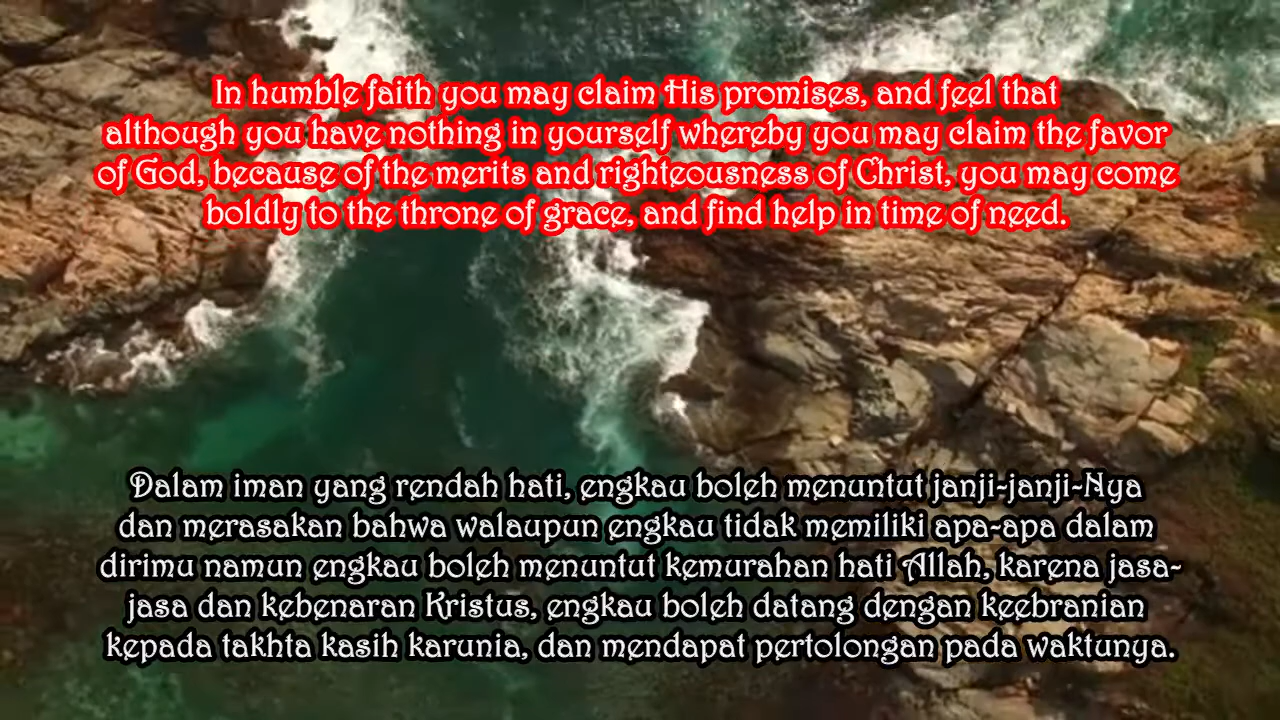 In humble faith you may claim His promises, and feel that
although you have nothing in yourself whereby you may claim the favor
of God, because of the merits and righteousness of Christ, you may come
boldly to the throne of grace, and find help in time of need.
Dalam iman yang rendah hati, engkau boleh menuntut janji-janji-Nya
dan merasakan bahwa walaupun engkau tidak memiliki apa-apa dalam
dirimu namun engkau boleh menuntut kemurahan hati Allah, karena jasa-
jasa dan kebenaran Kristus, engkau boleh datang dengan keebranian
kepada takhta kasih karunia, dan mendapat pertolongan pada waktunya.